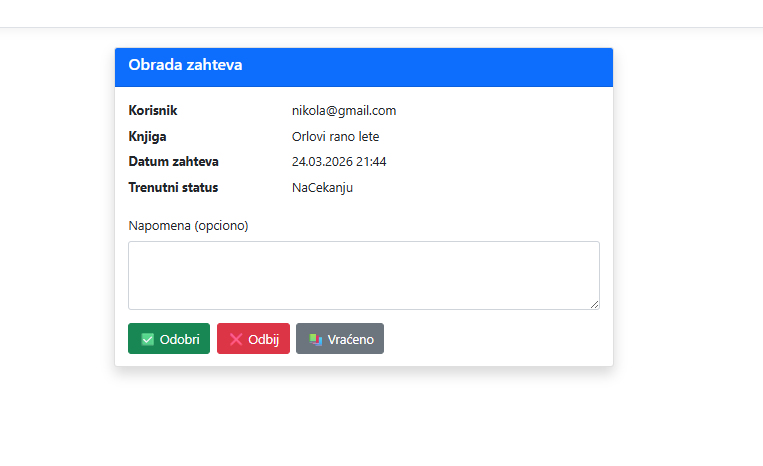 Obrada zahteva
Korisnik nikola@gmail.com
Knjiga Orlovi rano lete
Datum zahteva 24.03.2026 21:44
Trenutni status NaCekanju
Napomena (opciono)
✅ Odobri ❌ Odbij 📚 Vraćeno